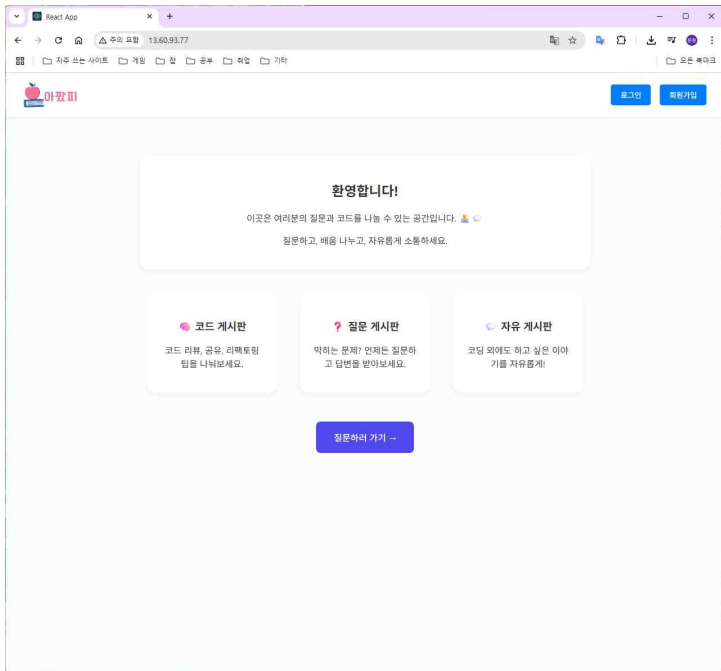 React App
주의 요함 13.60.93.77
자주 쓰는 사이트 게임 잡 공부 취업 기타 모든 북마크
아팠피 로그인 회원가입
환영합니다!
이곳은 여러분의 질문과 코드를 나눌 수 있는 공간입니다.
질문하고, 배움 나누고, 자유롭게 소통하세요.
코드 게시판
코드 리뷰, 공유, 리팩토링
팁을 나눠보세요.
질문 게시판
막히는 문제? 언제든 질문하
고 답변을 받아보세요.
자유 게시판
코딩 외에도 하고 싶은 이야
기를 자유롭게!
질문하러 가기 →